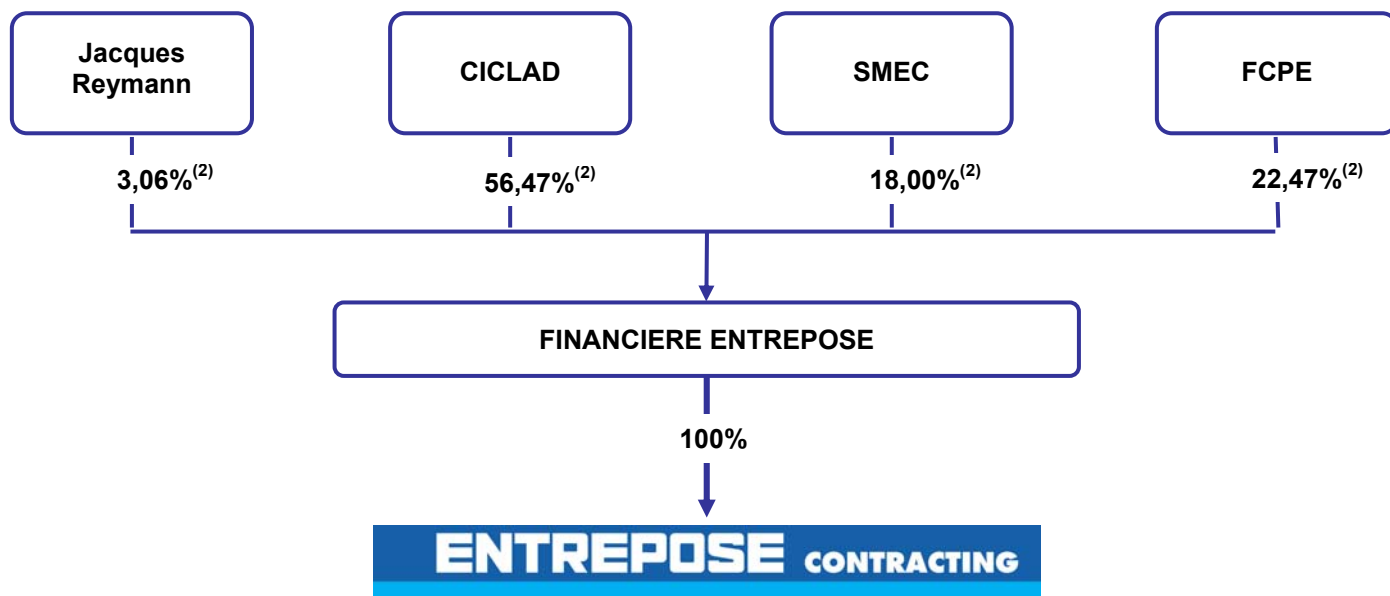 Jacques
Reymann
CICLAD
SMEC
FCPE
3,06%(2)
56,47%(2)
18,00%(2)
22,47%(2)
FINANCIERE ENTREPOSE
100%
ENTREPOSE CONTRACTING